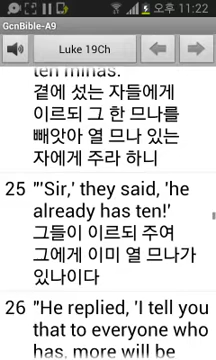 오후 11:22
GcnBible-A9
Luke 19Ch
ten minas."
곁에 섰는 자들에게
이르되 그 한 므나를
빼앗아 열 므나 있는
자에게 주라 하니
25 "'Sir,' they said, 'he
already has ten!'
그들이 이르되 주여
그에게 이미 열 므나가
있나이다
26 "He replied, 'I tell you
that to everyone who
has, more will be